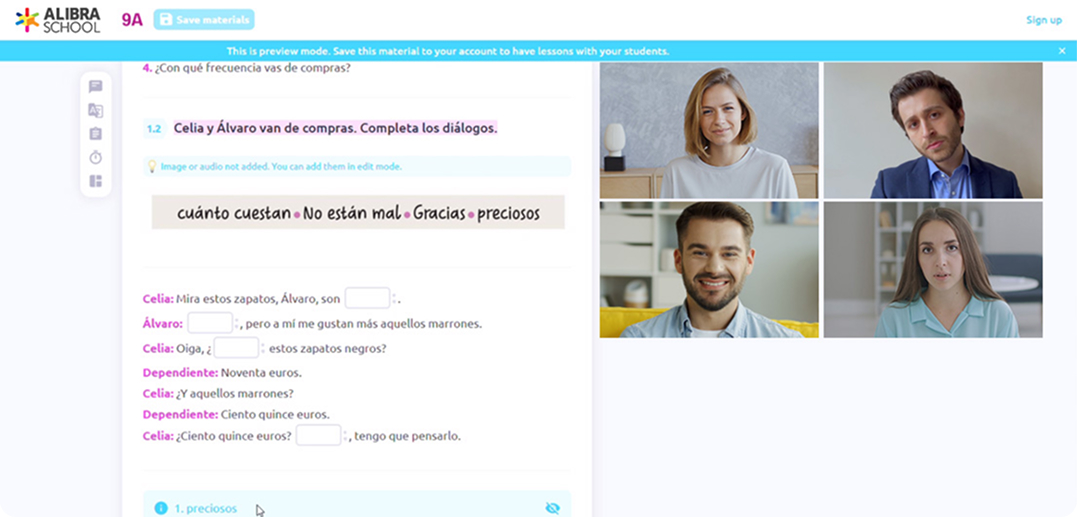 ALIBRA
SCHOOL
9A
Save materials
Sign up
This is preview mode. Save this material to your account to have lessons with your students.
4. ¿Con qué frecuencia vas de compras?
1.2 Celia y Álvaro van de compras. Completa los diálogos.
Image or audio not added. You can add them in edit mode.
cuánto cuestan • No están mal • Gracias • preciosos
Celia: Mira estos zapatos, Álvaro, son .
Álvaro: , pero a mí me gustan más aquellos marrones.
Celia: Oiga, ¿ estos zapatos negros?
Dependiente: Noventa euros.
Celia: ¿Y aquellos marrones?
Dependiente: Ciento quince euros.
Celia: ¿Ciento quince euros? , tengo que pensarlo.
1. preciosos